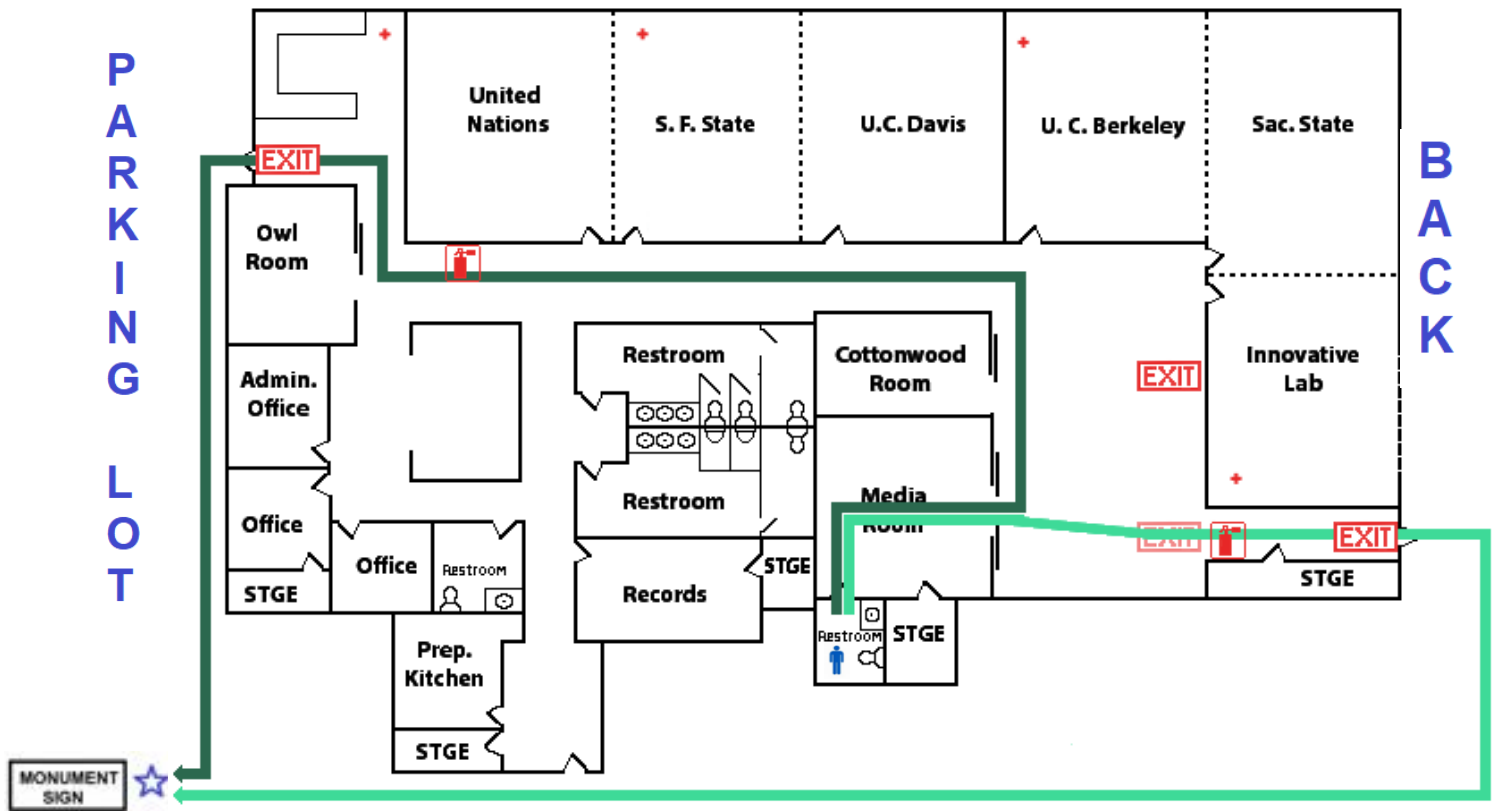 PARKING LOT
United
Nations
S. F. State
U.C. Davis
U. C. Berkeley
Sac. State
BACK
EXIT
Owl
Room
Admin.
Office
Restroom
Cottonwood
Room
EXIT
Innovative
Lab
Office
Restroom
Media
Room
EXIT
EXIT
Office
Restroom
STGE
STGE
Records
STGE
Restroom
STGE
Prep.
Kitchen
STGE
MONUMENT
SIGN